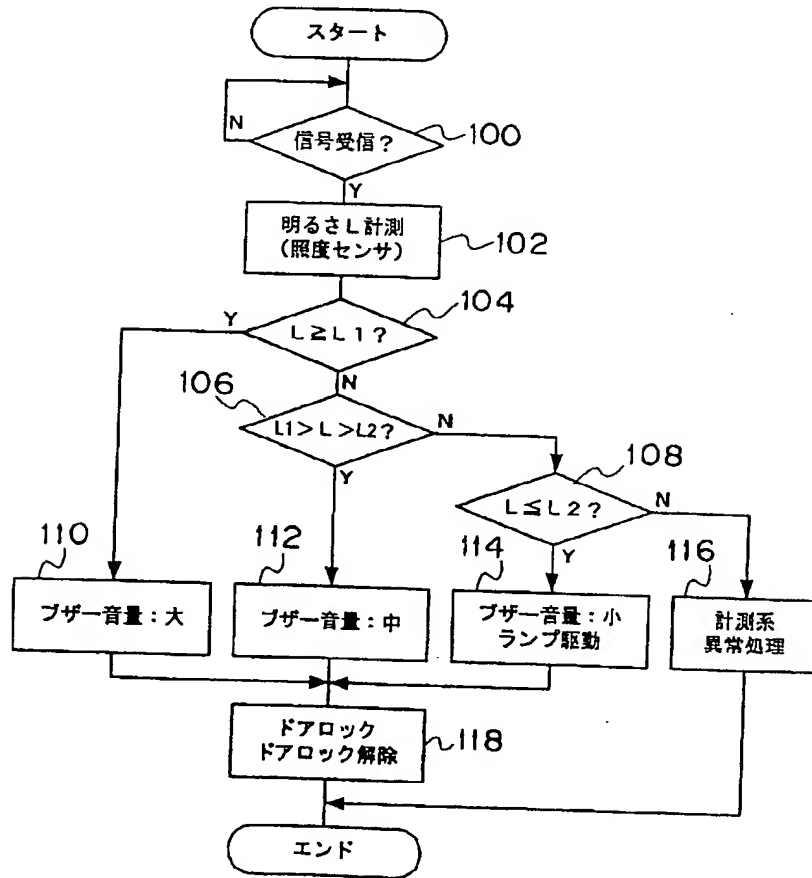 スタート
N
信号受信?
100
Y
明るさL計測
(照度センサ)
102
104
Y
L≧L1?
N
106
L1>L>L2?
N
Y
108
L≦L2?
N
Y
110
ブザー音量:大
112
ブザー音量:中
114
ブザー音量:小
ランプ駆動
116
計測系
異常処理
ドアロック
ドアロック解除
118
エンド